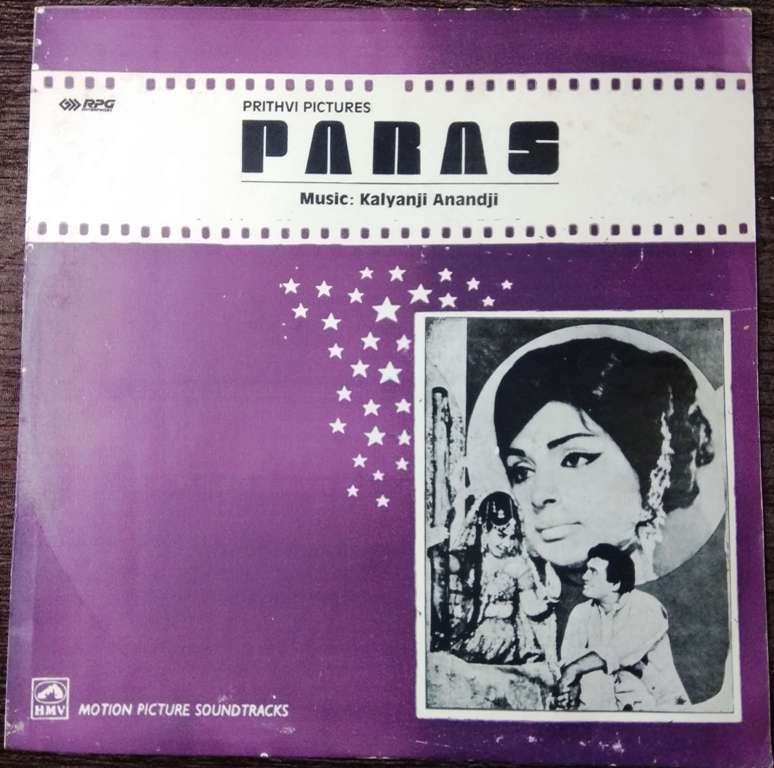 RPG
PRITHVI PICTURES
PARAS
Music: Kalyanji Anandji
HMV
MOTION PICTURE SOUNDTRACKS